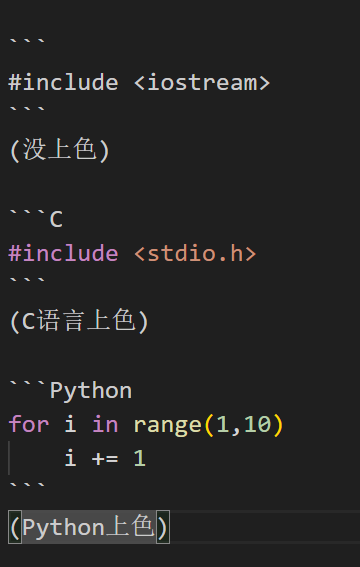 ```
#include <iostream>
```
(没上色)
```C
#include <stdio.h>
```
(C语言上色)
```Python
for i in range(1,10)
    i += 1
```
(Python上色)